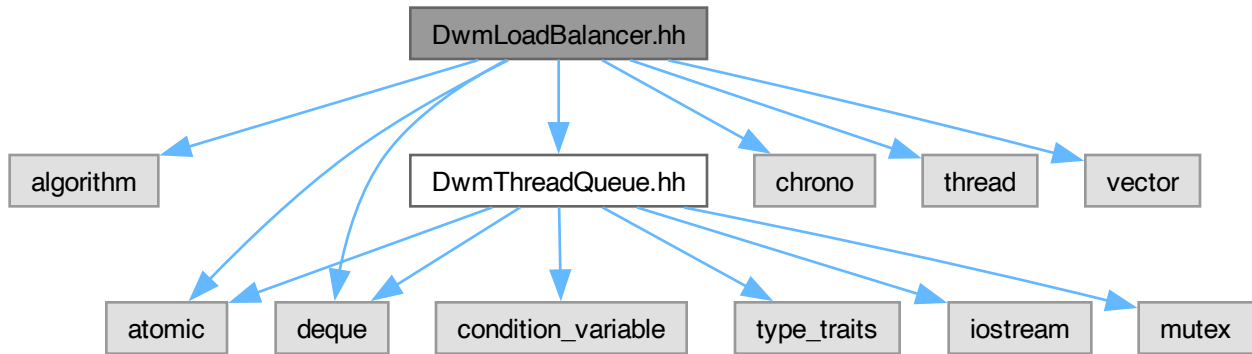 DwmLoadBalancer.hh
algorithm
DwmThreadQueue.hh
chrono
thread
vector
atomic
deque
condition_variable
type_traits
iostream
mutex